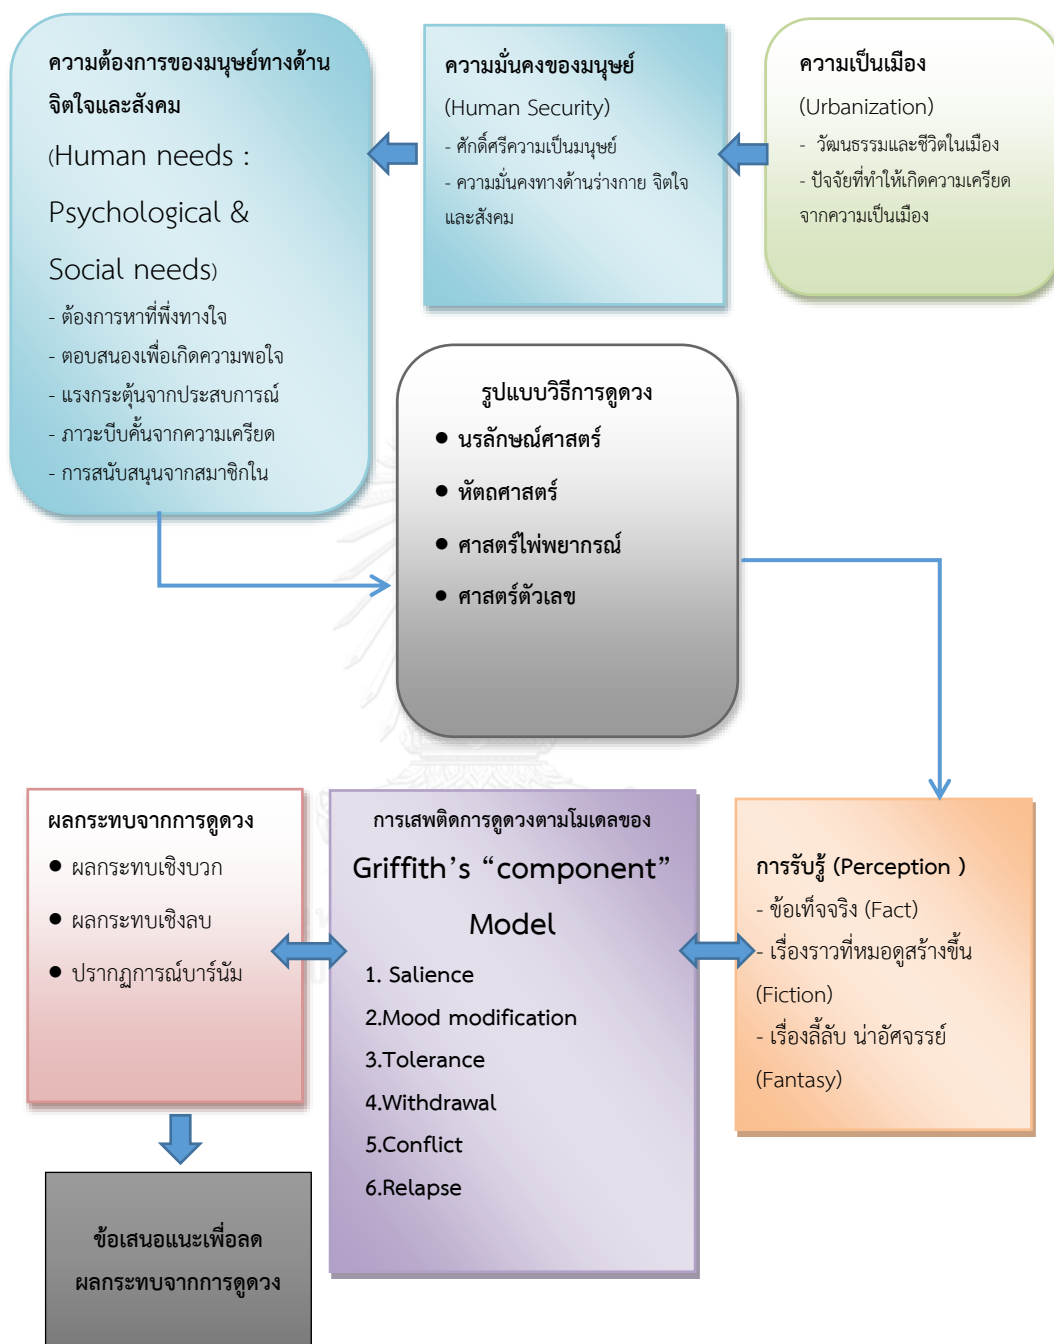 ความต้องการของมนุษย์ทางด้าน
จิตใจและสังคม
(Human needs :
Psychological &
Social needs)
- ต้องการหาที่พึ่งทางใจ
- ตอบสนองเพื่อเกิดความพอใจ
- แรงกระตุ้นจากประสบการณ์
- ภาวะบีบคั้นจากความเครียด
- การสนับสนุนจากสมาชิกใน
ความมั่นคงของมนุษย์
(Human Security)
- ศักดิ์ศรีความเป็นมนุษย์
- ความมั่นคงทางด้านร่างกาย จิตใจ
และสังคม
ความเป็นเมือง
(Urbanization)
- วัฒนธรรมและชีวิตในเมือง
- ปัจจัยที่ทำให้เกิดความเครียด
จากความเป็นเมือง
รูปแบบวิธีการดูดวง
● นรลักษณ์ศาสตร์
● หัตถศาสตร์
● ศาสตร์ไพ่พยากรณ์
● ศาสตร์ตัวเลข
ผลกระทบจากการดูดวง
● ผลกระทบเชิงบวก
● ผลกระทบเชิงลบ
● ปรากฏการณ์บาร์นัม
การเสพติดการดูดวงตามโมเดลของ
Griffith's “component”
Model
1. Salience
2.Mood modification
3.Tolerance
4.Withdrawal
5.Conflict
6.Relapse
การรับรู้ (Perception )
- ข้อเท็จจริง (Fact)
- เรื่องราวที่หมอดูสร้างขึ้น
(Fiction)
- เรื่องลี้ลับ น่าอัศจรรย์
(Fantasy)
ข้อเสนอแนะเพื่อลด
ผลกระทบจากการดูดวง